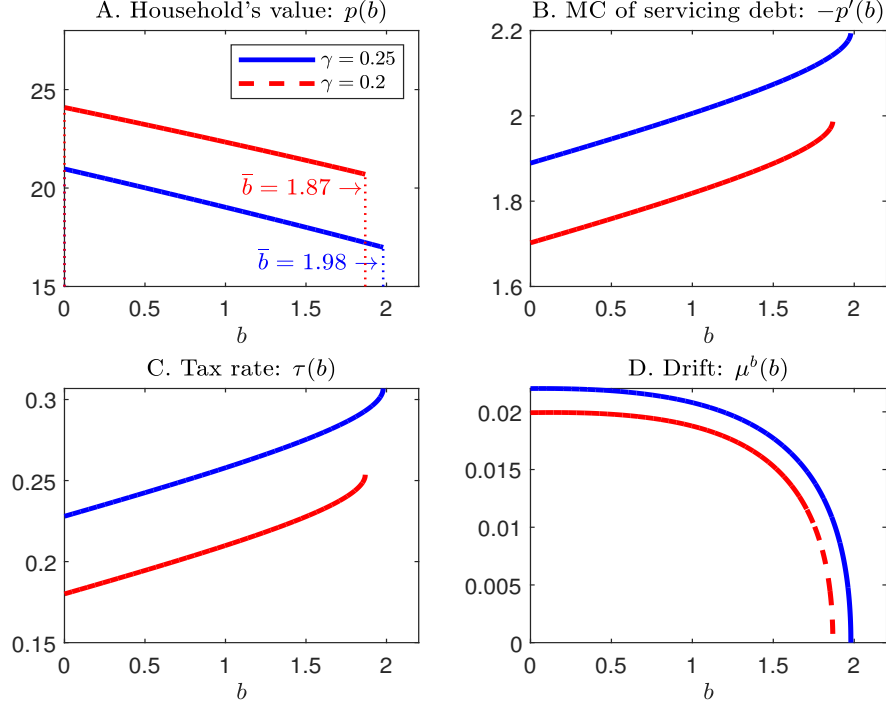 A. Household's value: p(b)
γ = 0.25
γ = 0.2
25
20
15
b̅ = 1.87 →
b̅ = 1.98 →
0 0.5 1 1.5 2
b
B. MC of servicing debt: −p′(b)
2.2
2
1.8
1.6
0 0.5 1 1.5 2
b
C. Tax rate: τ(b)
0.3
0.25
0.2
0.15
0 0.5 1 1.5 2
b
D. Drift: μᵇ(b)
0.02
0.015
0.01
0.005
0
0 0.5 1 1.5 2
b